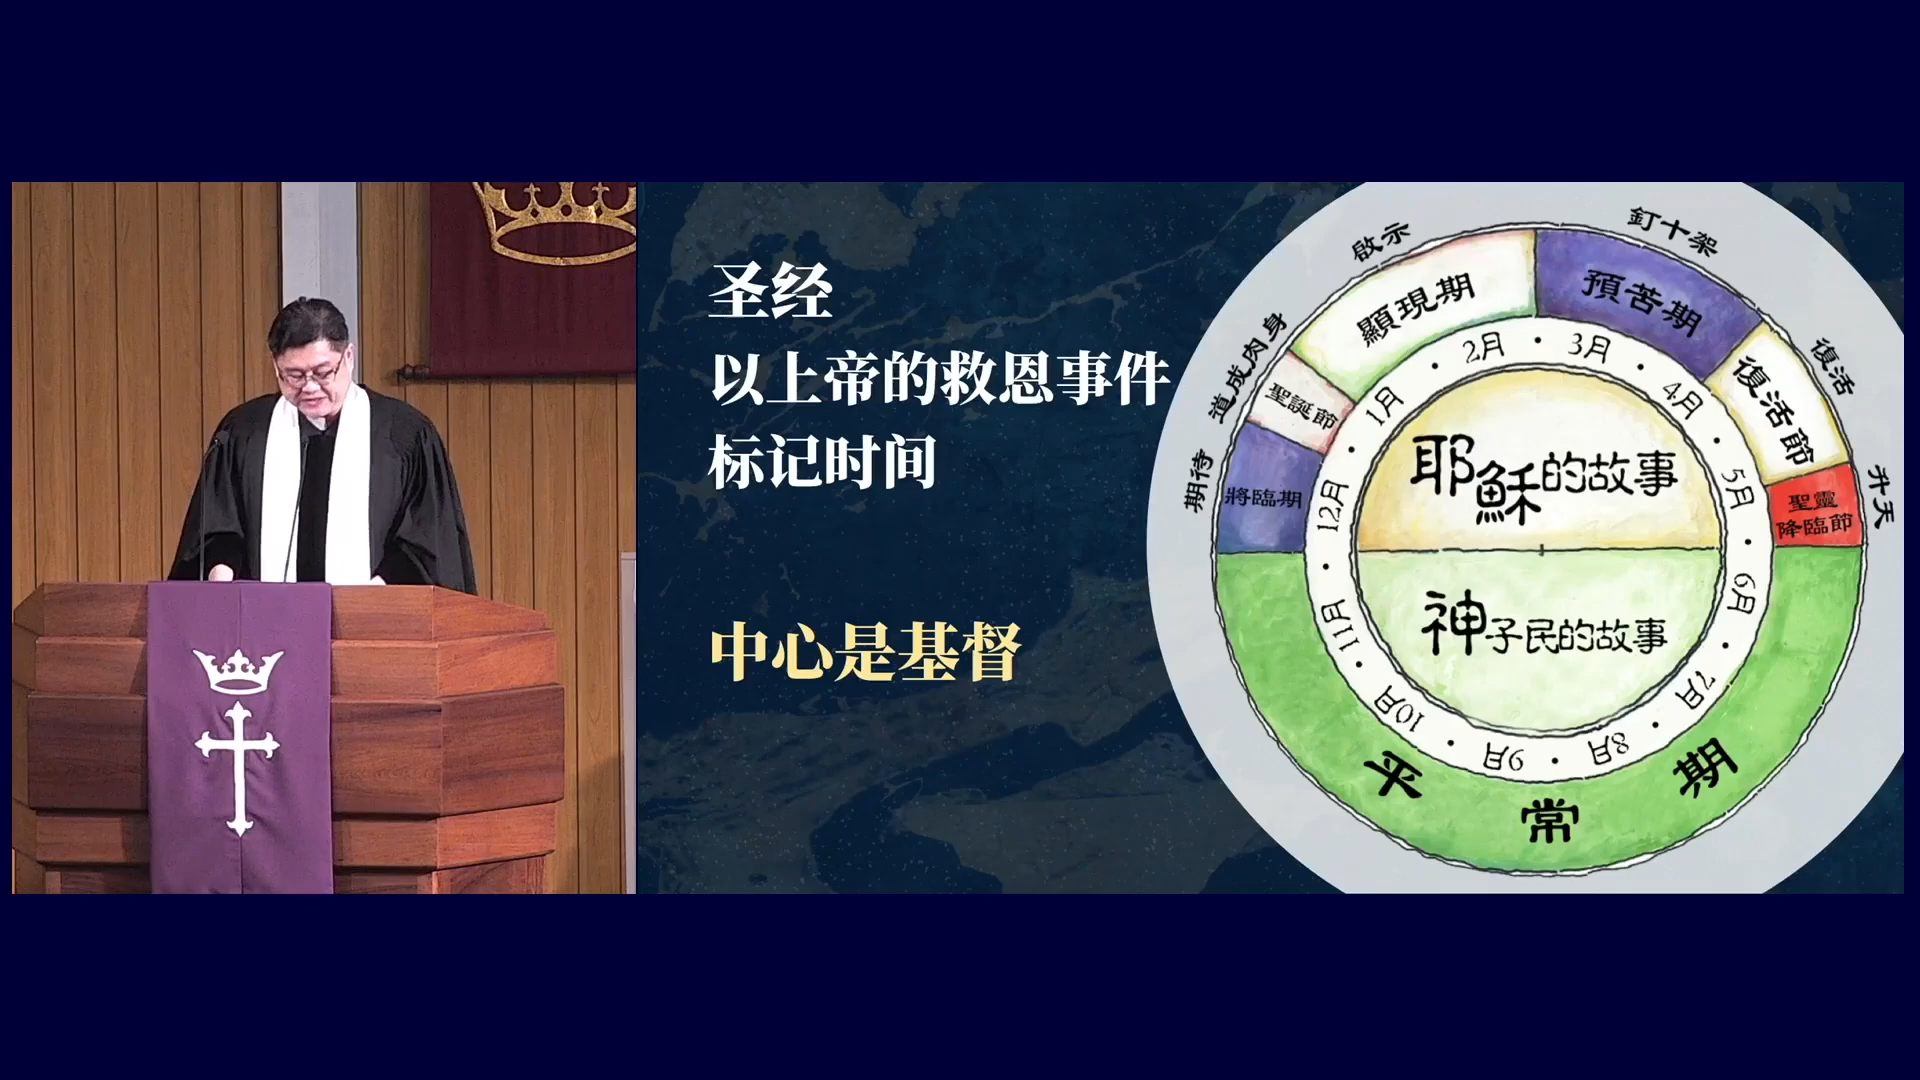 圣经
以上帝的救恩事件
标记时间
中心是基督
期待
道成肉身
啟示
釘十架
復活
升天
將臨期
聖誕節
顯現期
預苦期
復活節
聖靈
降臨節
平常期
1月
2月
3月
4月
5月
6月
7月
8月
9月
10月
11月
12月
耶穌的故事
神子民的故事